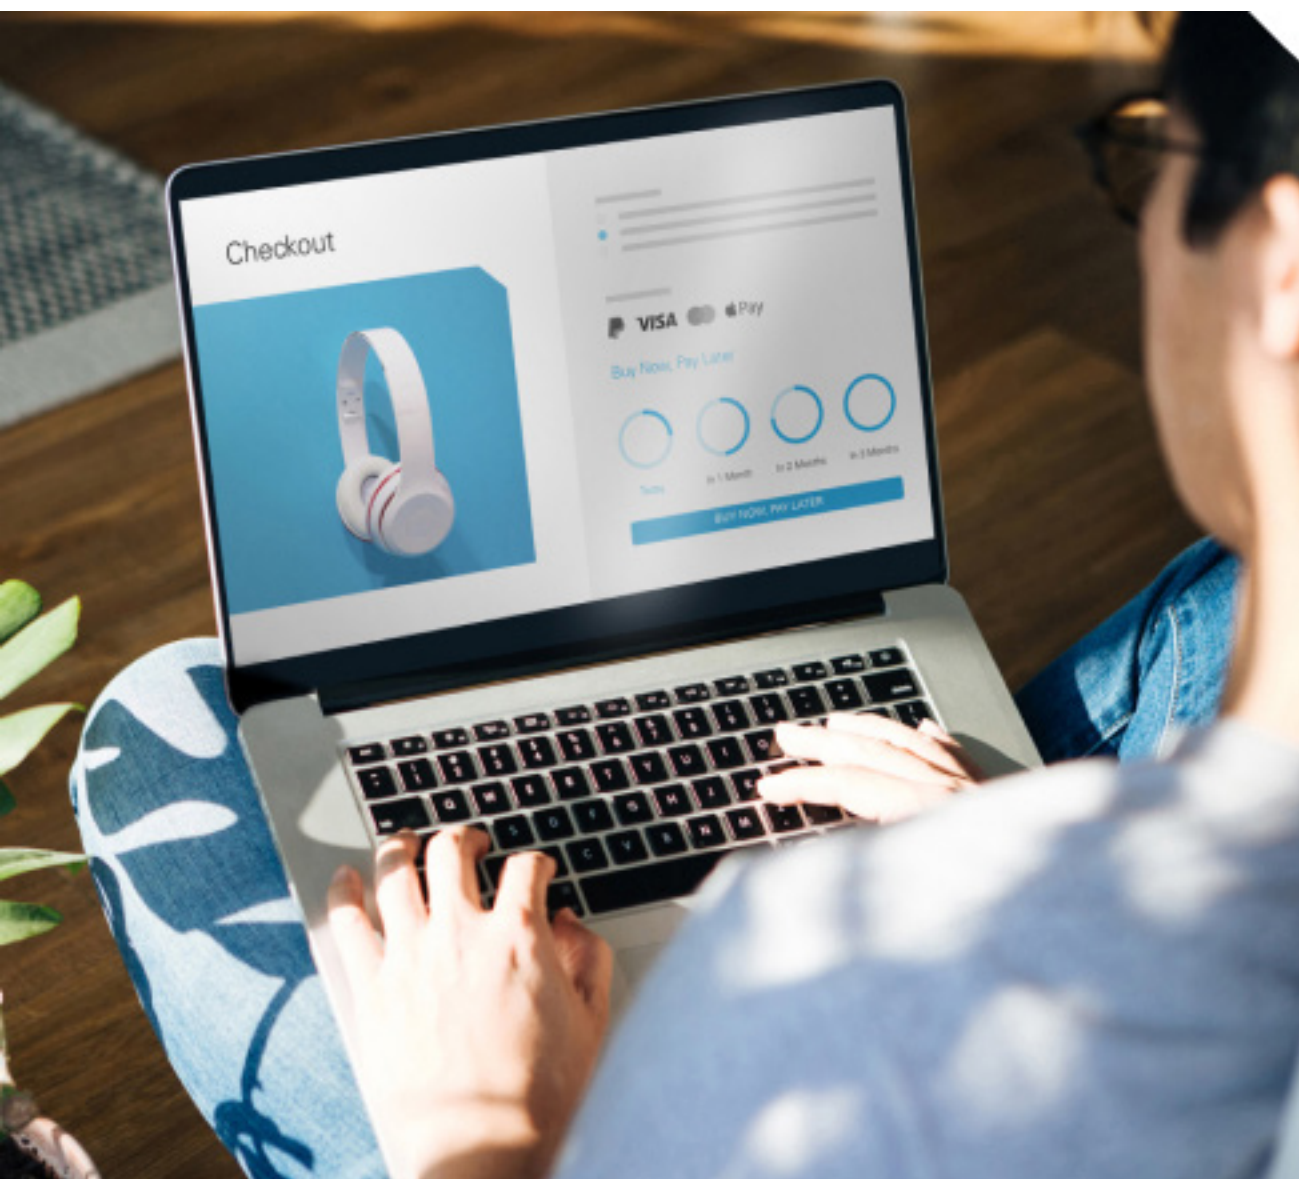 Checkout
VISA Pay
Buy Now, Pay Later
Today
in 1 Month
in 2 Months
in 3 Months
BUY NOW, PAY LATER
Q W E R T Y U I O
S D F G H J K
C V B N M